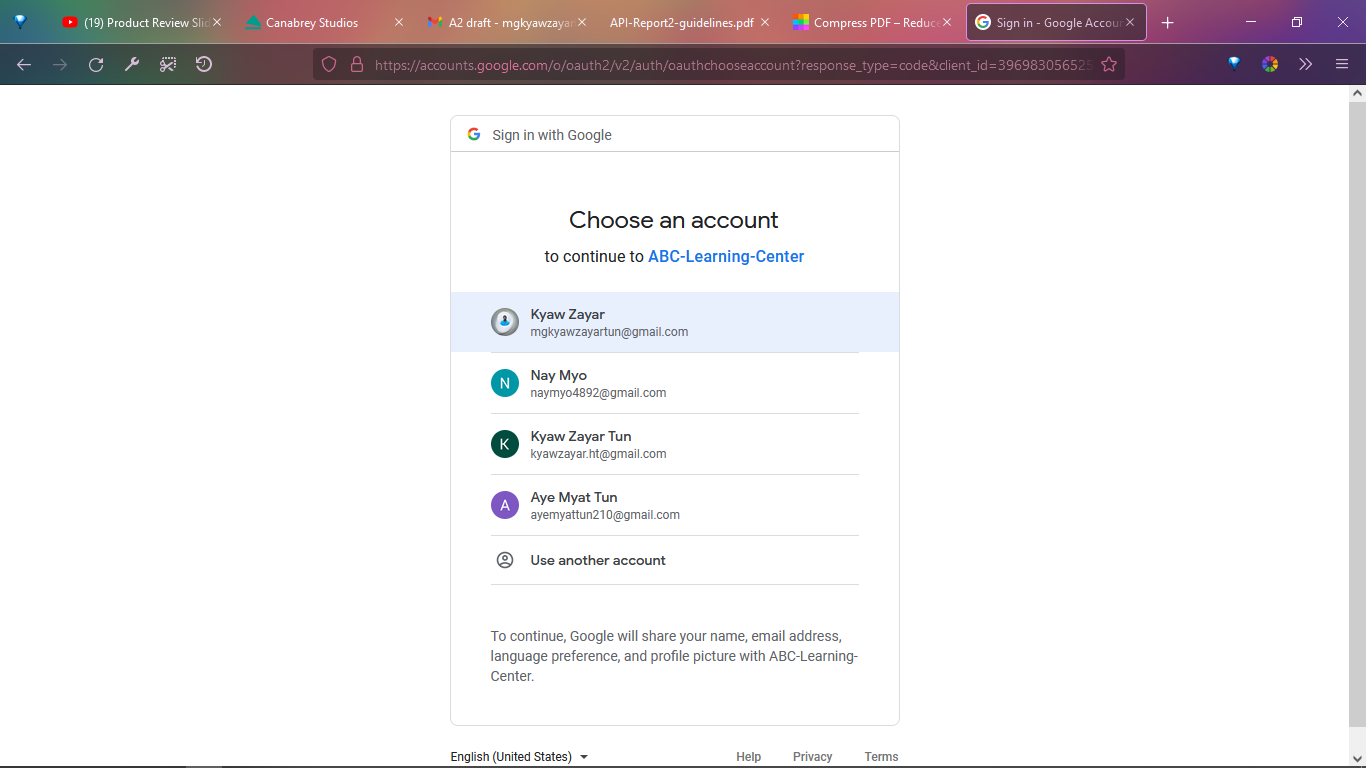 (19) Product Review Slid
Canabrey Studios
A2 draft - mgkyawzayar
API-Report2-guidelines.pdf
Compress PDF – Reduce
Sign in - Google Accoun
https://accounts.google.com/o/oauth2/v2/auth/oauthchooseaccount?response_type=code&client_id=396983056525
Sign in with Google
Choose an account
to continue to ABC-Learning-Center
Kyaw Zayar
mgkyawzayartun@gmail.com
N
Nay Myo
naymyo4892@gmail.com
K
Kyaw Zayar Tun
kyawzayar.ht@gmail.com
A
Aye Myat Tun
ayemyattun210@gmail.com
Use another account
To continue, Google will share your name, email address,
language preference, and profile picture with ABC-Learning-
Center.
English (United States)
Help
Privacy
Terms